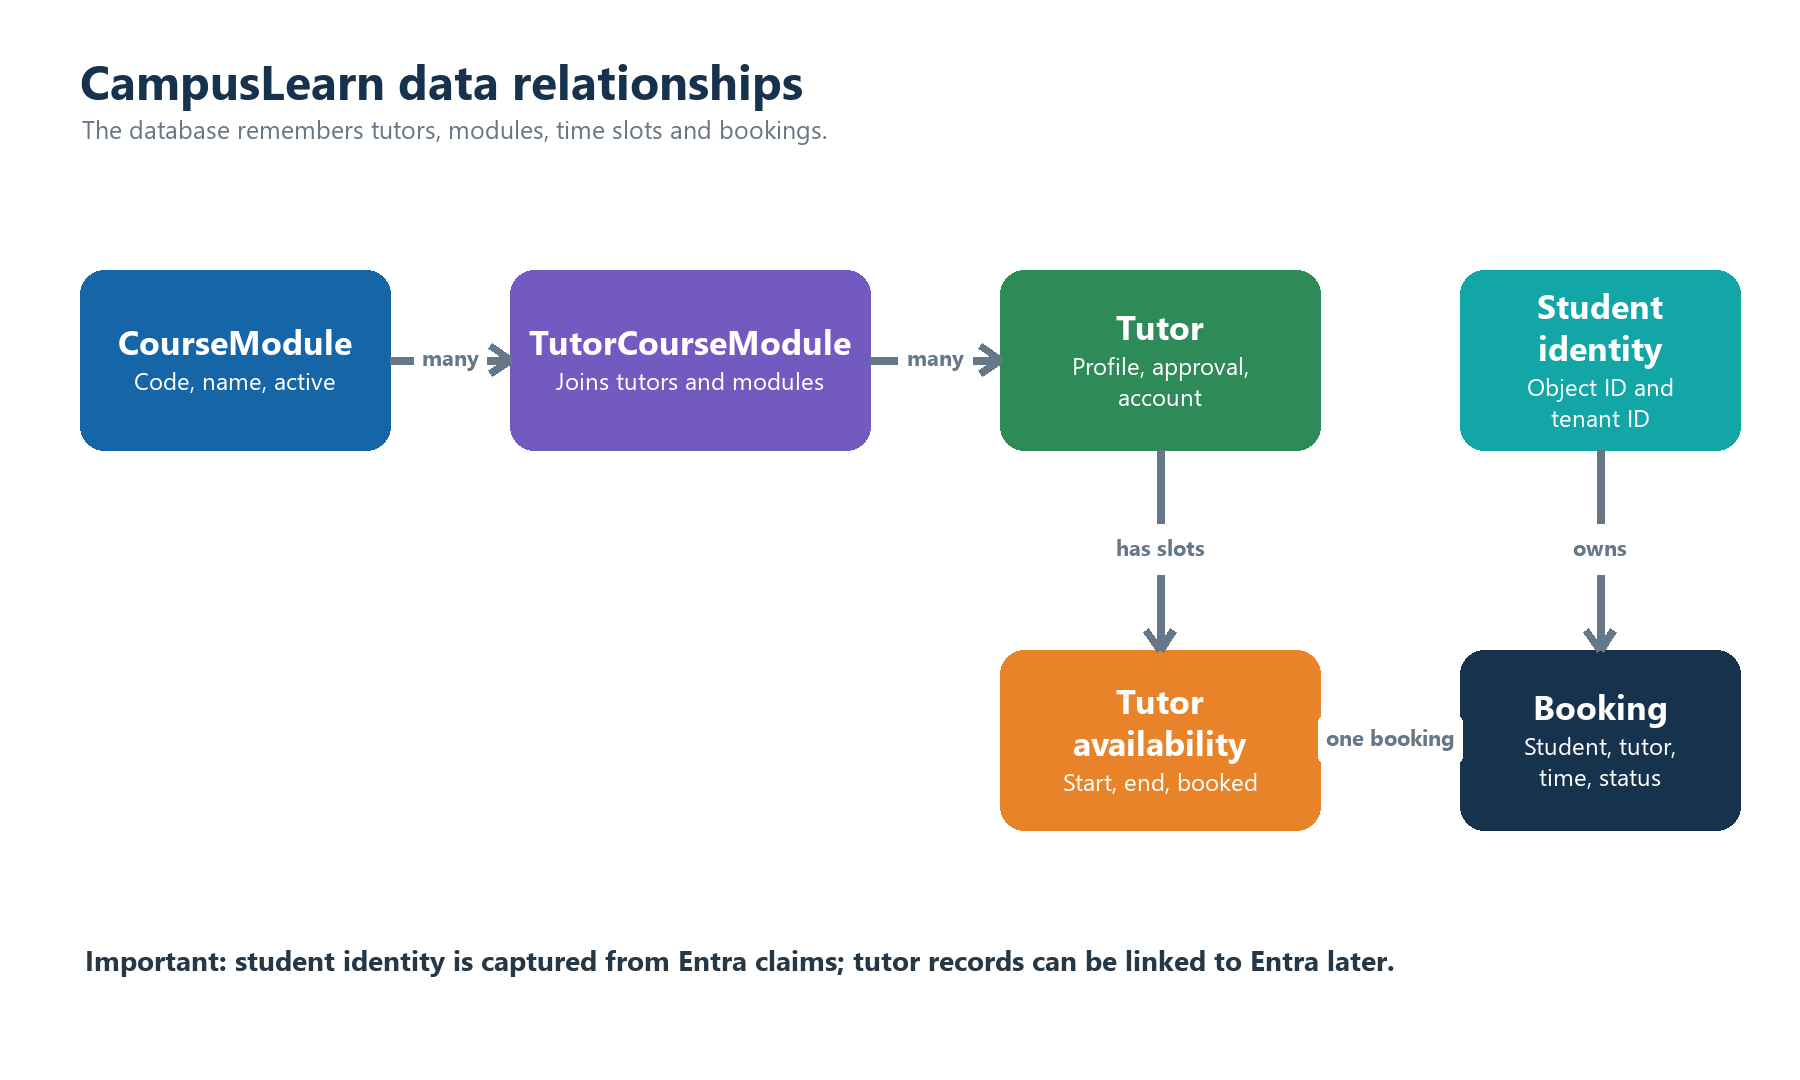 CampusLearn data relationships
The database remembers tutors, modules, time slots and bookings.
CourseModule
Code, name, active
many
TutorCourseModule
Joins tutors and modules
many
Tutor
Profile, approval,
account
Student
identity
Object ID and
tenant ID
has slots
owns
Tutor
availability
Start, end, booked
one booking
Booking
Student, tutor,
time, status
Important: student identity is captured from Entra claims; tutor records can be linked to Entra later.